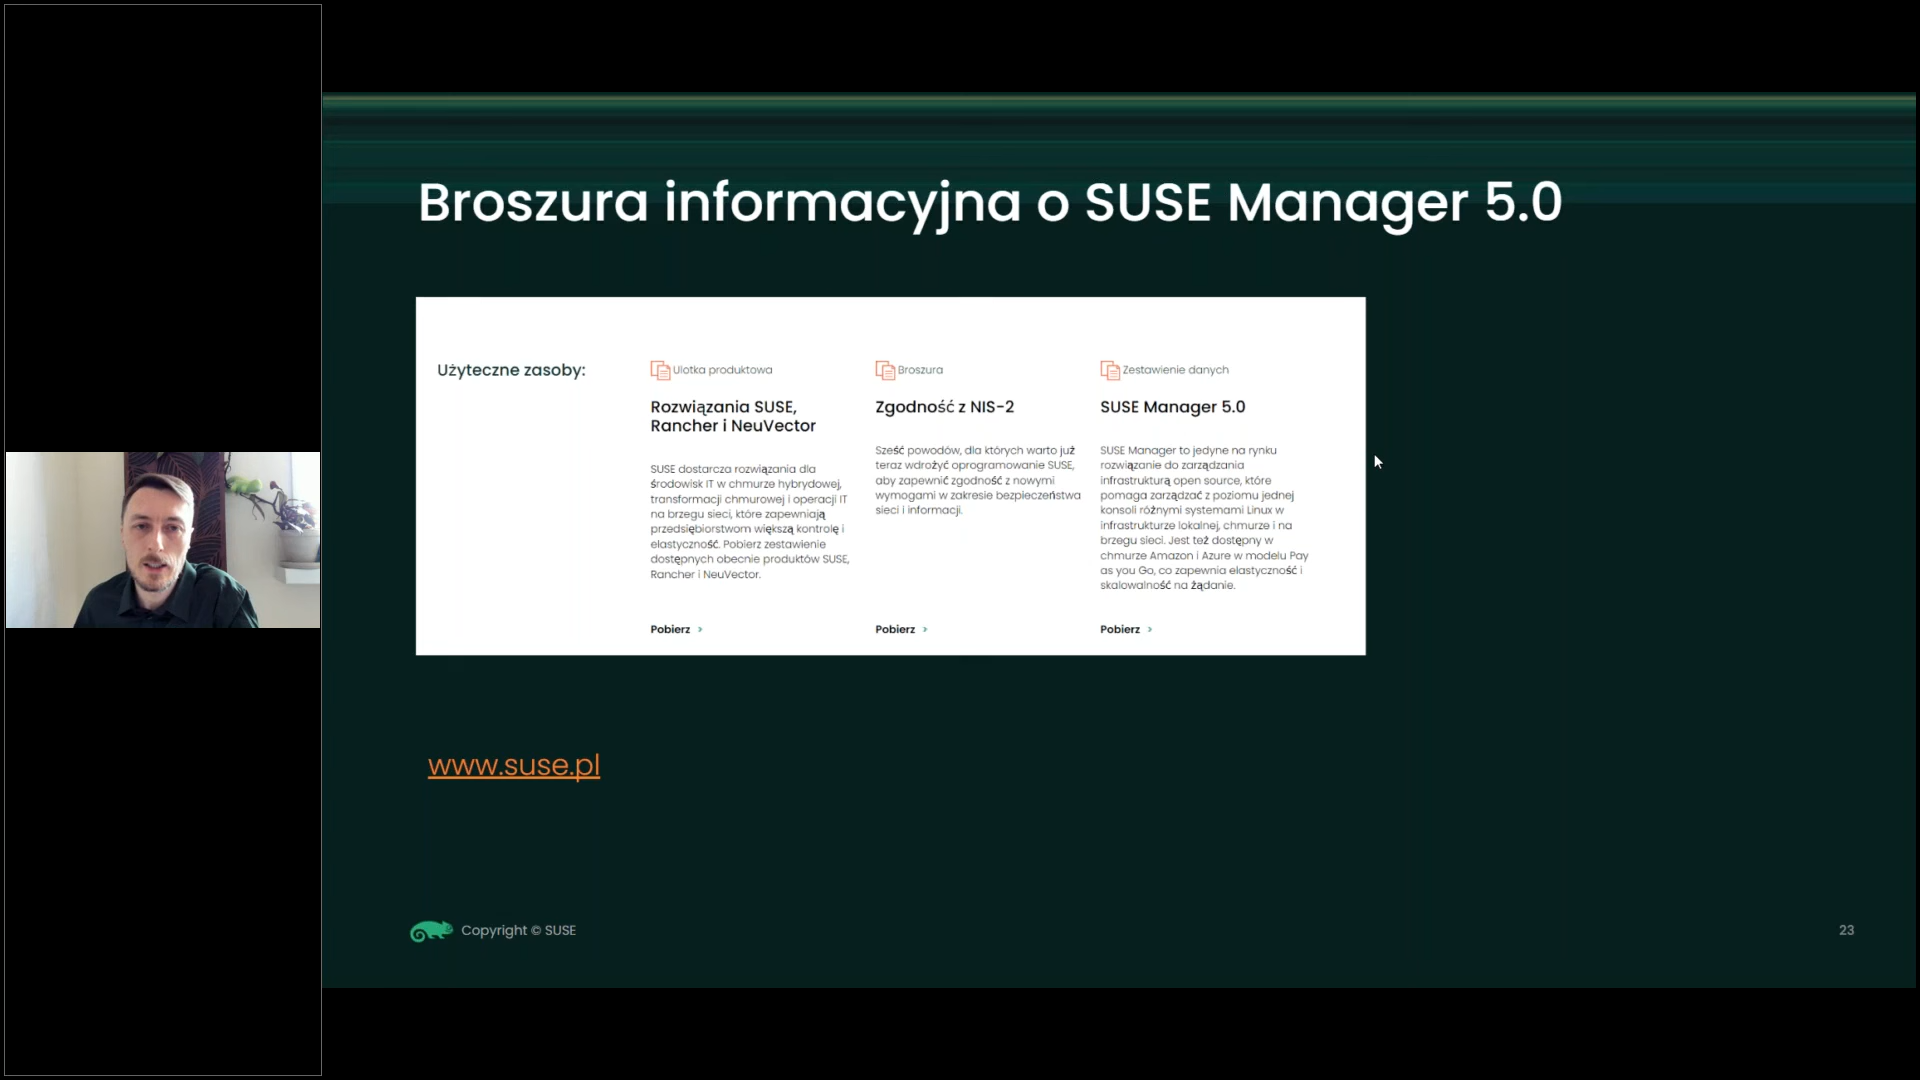 Broszura informacyjna o SUSE Manager 5.0
Użyteczne zasoby:
Ulotka produktowa
Rozwiązania SUSE,
Rancher i NeuVector
SUSE dostarcza rozwiązania dla
środowisk IT w chmurze hybrydowej,
transformacji chmurowej i operacji IT
na brzegu sieci, które zapewniają
przedsiębiorstwom większą kontrolę i
elastyczność. Pobierz zestawienie
dostępnych obecnie produktów SUSE,
Rancher i NeuVector.
Pobierz >
Broszura
Zgodność z NIS-2
Sześć powodów, dla których warto już
teraz wdrożyć oprogramowanie SUSE,
aby zapewnić zgodność z nowymi
wymogami w zakresie bezpieczeństwa
sieci i informacji.
Pobierz >
Zestawienie danych
SUSE Manager 5.0
SUSE Manager to jedyne na rynku
rozwiązanie do zarządzania
infrastrukturą open source, które
pomaga zarządzać z poziomu jednej
konsoli różnymi systemami Linux w
infrastrukturze lokalnej, chmurze i na
brzegu sieci. Jest też dostępny w
chmurze Amazon i Azure w modelu Pay
as you Go, co zapewnia elastyczność i
skalowalność na żądanie.
Pobierz >
www.suse.pl
Copyright © SUSE
23